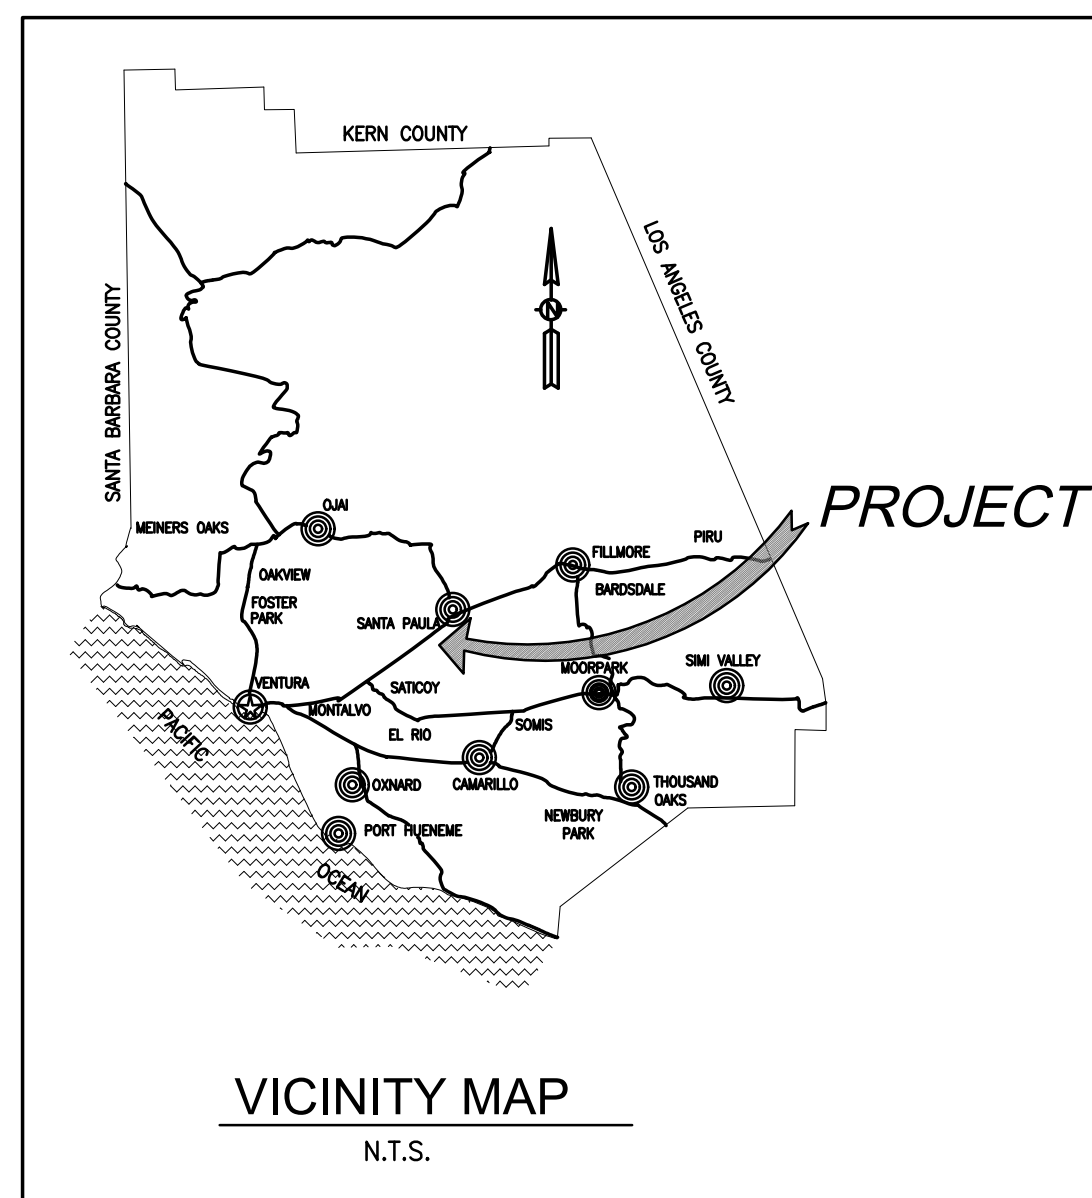 KERN COUNTY
LOS ANGELES COUNTY
SANTA BARBARA COUNTY
N
PROJECT
OJAI
MEINERS OAKS
PIRU
FILLMORE
OAKVIEW
BARDSDALE
FOSTER
PARK
SANTA PAULA
MOORPARK
SIMI VALLEY
VENTURA
SATICOY
MONTALVO
SOMIS
EL RIO
PACIFIC
OXNARD
CAMARILLO
THOUSAND
OAKS
NEWBURY
PARK
PORT HUENEME
OCEAN
VICINITY MAP
N.T.S.